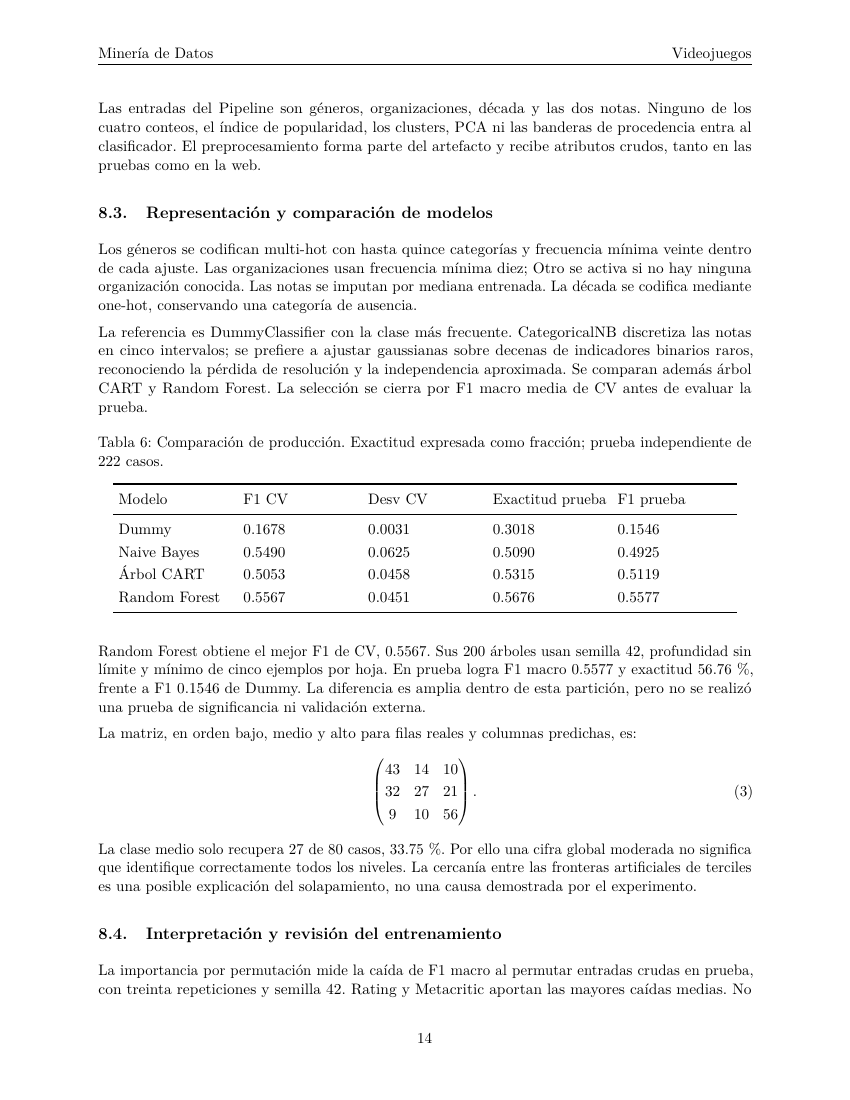 Minería de Datos Videojuegos
Las entradas del Pipeline son géneros, organizaciones, década y las dos notas. Ninguno de los
cuatro conteos, el índice de popularidad, los clusters, PCA ni las banderas de procedencia entra al
clasificador. El preprocesamiento forma parte del artefacto y recibe atributos crudos, tanto en las
pruebas como en la web.
8.3. Representación y comparación de modelos
Los géneros se codifican multi-hot con hasta quince categorías y frecuencia mínima veinte dentro
de cada ajuste. Las organizaciones usan frecuencia mínima diez; Otro se activa si no hay ninguna
organización conocida. Las notas se imputan por mediana entrenada. La década se codifica mediante
one-hot, conservando una categoría de ausencia.
La referencia es DummyClassifier con la clase más frecuente. CategoricalNB discretiza las notas
en cinco intervalos; se prefiere a ajustar gaussianas sobre decenas de indicadores binarios raros,
reconociendo la pérdida de resolución y la independencia aproximada. Se comparan además árbol
CART y Random Forest. La selección se cierra por F1 macro media de CV antes de evaluar la
prueba.
Tabla 6: Comparación de producción. Exactitud expresada como fracción; prueba independiente de
222 casos.
Modelo F1 CV Desv CV Exactitud prueba F1 prueba
Dummy 0.1678 0.0031 0.3018 0.1546
Naive Bayes 0.5490 0.0625 0.5090 0.4925
Árbol CART 0.5053 0.0458 0.5315 0.5119
Random Forest 0.5567 0.0451 0.5676 0.5577
Random Forest obtiene el mejor F1 de CV, 0.5567. Sus 200 árboles usan semilla 42, profundidad sin
límite y mínimo de cinco ejemplos por hoja. En prueba logra F1 macro 0.5577 y exactitud 56.76 %,
frente a F1 0.1546 de Dummy. La diferencia es amplia dentro de esta partición, pero no se realizó
una prueba de significancia ni validación externa.
La matriz, en orden bajo, medio y alto para filas reales y columnas predichas, es:
43 14 10
32 27 21 . (3)
9 10 56
La clase medio solo recupera 27 de 80 casos, 33.75 %. Por ello una cifra global moderada no significa
que identifique correctamente todos los niveles. La cercanía entre las fronteras artificiales de terciles
es una posible explicación del solapamiento, no una causa demostrada por el experimento.
8.4. Interpretación y revisión del entrenamiento
La importancia por permutación mide la caída de F1 macro al permutar entradas crudas en prueba,
con treinta repeticiones y semilla 42. Rating y Metacritic aportan las mayores caídas medias. No
14